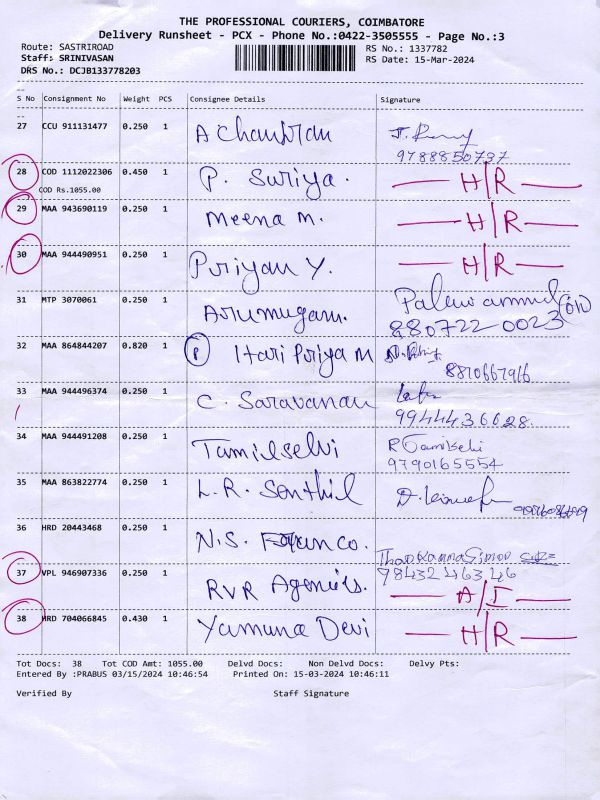 THE PROFESSIONAL COURIERS, COIMBATORE
Delivery Runsheet - PCX - Phone No.:0422-3505555 - Page No.:3
Route: SASTRIROAD RS No.: 1337782
Staff: SRINIVASAN RS Date: 15-Mar-2024
DRS No.: DCJB133778203
S No Consignment No Weight PCS Consignee Details Signature
27 CCU 911131477 0.250 1
9788850797
28 COD 1112022306 0.450 1 P. Suriya. H/R
COD Rs.1055.00
29 MAA 943690119 0.250 1 Meena M. H/R
30 MAA 944490951 0.250 1 Priyan Y. H/R
31 MTP 3070061 0.250 1 Arumugam.
880722 0023
32 MAA 864844207 0.820 1 P Hari Priya M
8870667916
33 MAA 944496374 0.250 1 C. Saravanan
9944436628.
34 MAA 944491208 0.250 1 Tamilselvi R Tamilselvi
9790165554
35 MAA 863822774 0.250 1 L.R. Senthil
36 HRD 20443468 0.250 1 N.S. Franco.
37 VPL 946907336 0.250 1 RVR Agencies. 78432 46346
A/I
38 HRD 704066845 0.430 1 Yamuna Devi H/R
Tot Docs: 38 Tot COD Amt: 1055.00 Delvd Docs: Non Delvd Docs: Delvy Pts:
Entered By :PRABUS 03/15/2024 10:46:54 Printed On: 15-03-2024 10:46:11
Verified By Staff Signature